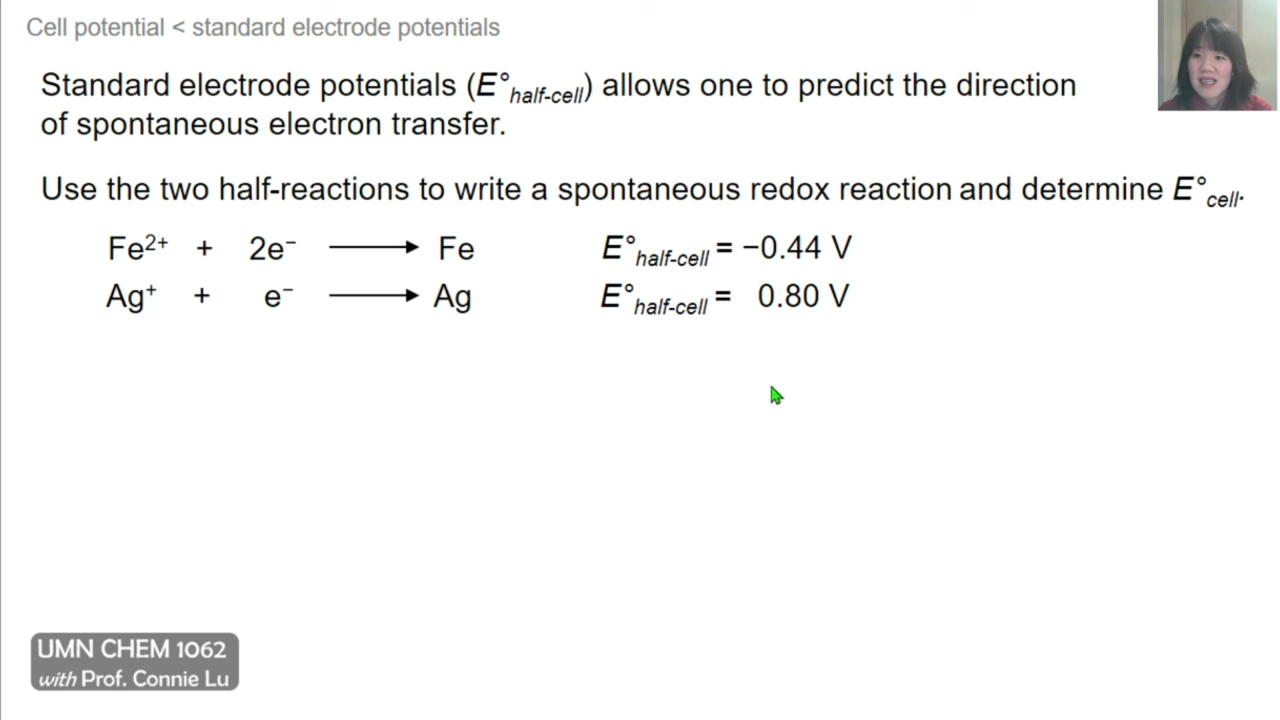 Cell potential < standard electrode potentials
Standard electrode potentials (E°half-cell) allows one to predict the direction
of spontaneous electron transfer.
Use the two half-reactions to write a spontaneous redox reaction and determine E°cell.
Fe²⁺ + 2e⁻ ⟶ Fe E°half-cell = −0.44 V
Ag⁺ + e⁻ ⟶ Ag E°half-cell = 0.80 V
UMN CHEM 1062
with Prof. Connie Lu